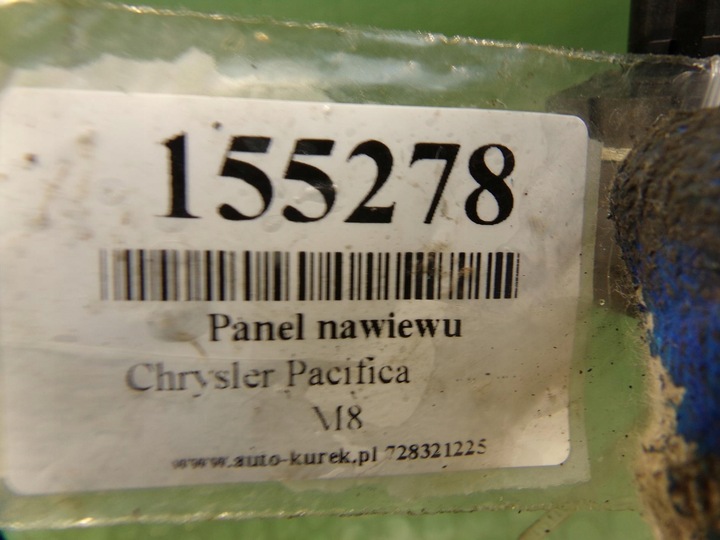 155278
Panel nawiewu
Chrysler Pacifica
M8
www.auto-kurek.pl 728321225